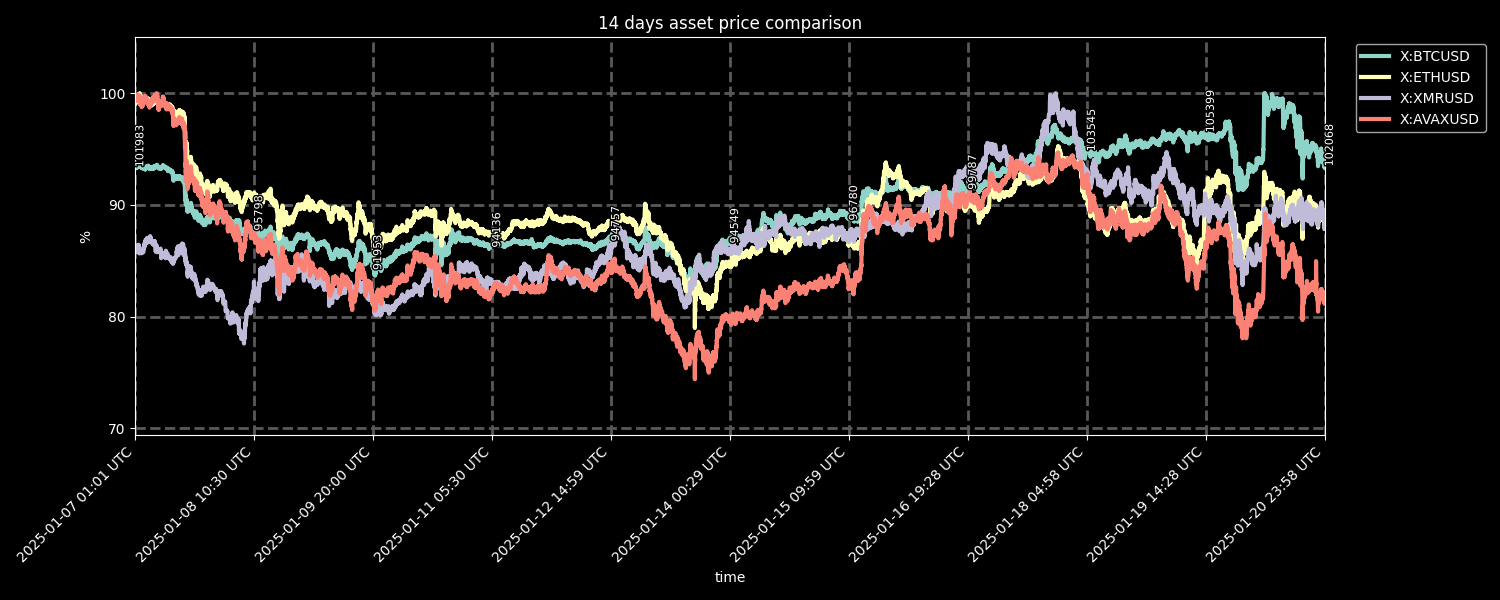 14 days asset price comparison
X:BTCUSD
X:ETHUSD
X:XMRUSD
X:AVAXUSD
100
90
80
70
%
101983
95798
91953
94136
94757
94549
96780
99787
103545
105399
102068
2025-01-07 01:01 UTC
2025-01-08 10:30 UTC
2025-01-09 20:00 UTC
2025-01-11 05:30 UTC
2025-01-12 14:59 UTC
2025-01-14 00:29 UTC
2025-01-15 09:59 UTC
2025-01-16 19:28 UTC
2025-01-18 04:58 UTC
2025-01-19 14:28 UTC
2025-01-20 23:58 UTC
time